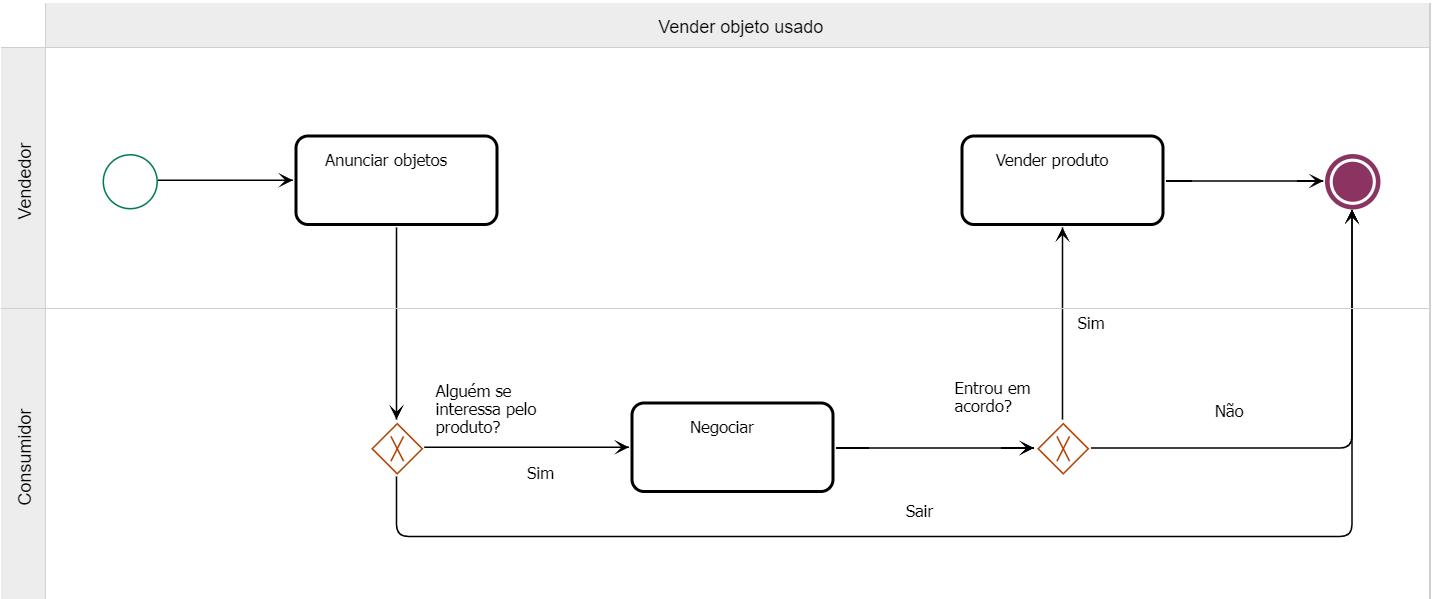 Vender objeto usado
Vendedor
Anunciar objetos
Vender produto
Consumidor
Sim
Alguém se
interessa pelo
produto?
Entrou em
acordo?
Não
Negociar
Sim
Sair